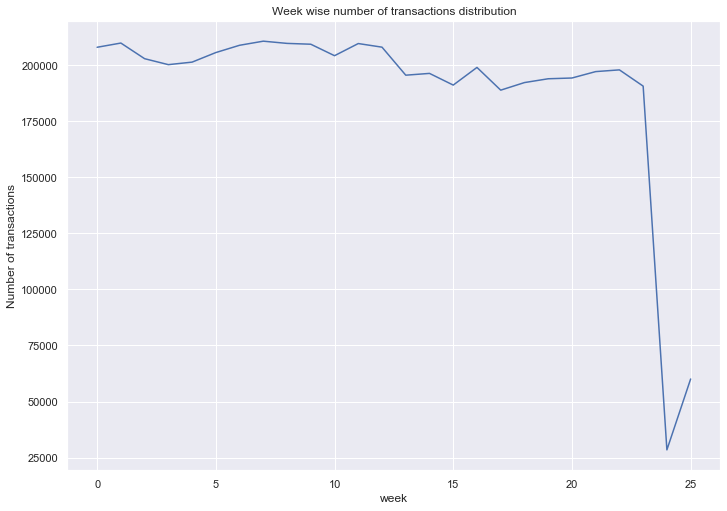 Week wise number of transactions distribution
200000
175000
150000
125000
100000
75000
50000
25000
Number of transactions
0 5 10 15 20 25
week